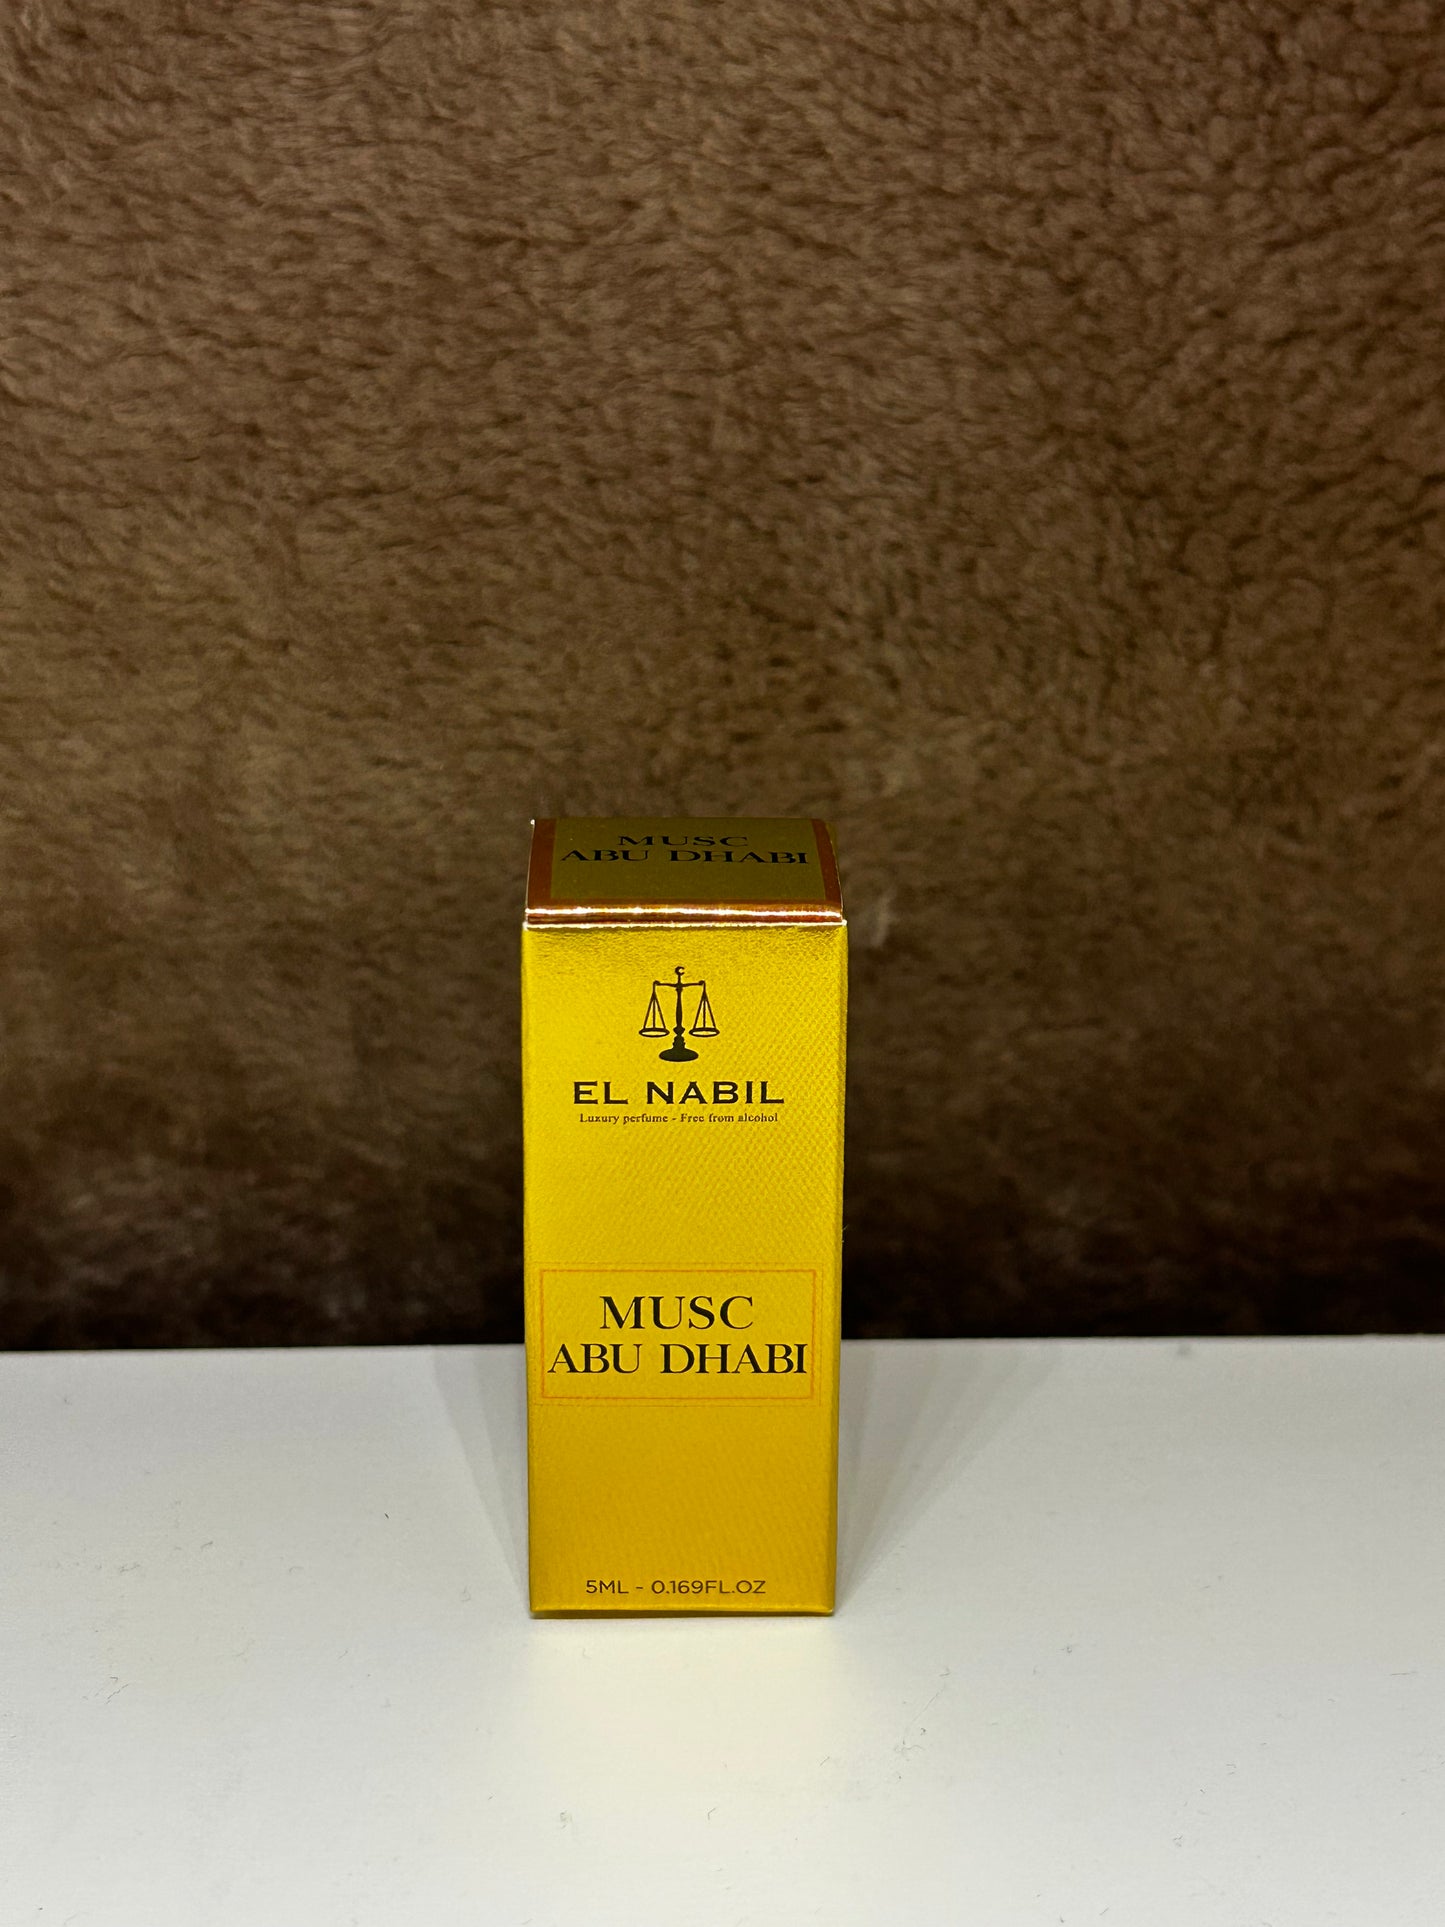 MUSC
ABU DHABI
EL NABIL
Luxury perfume - Free from alcohol
MUSC
ABU DHABI
5ML - 0.169FL.OZ